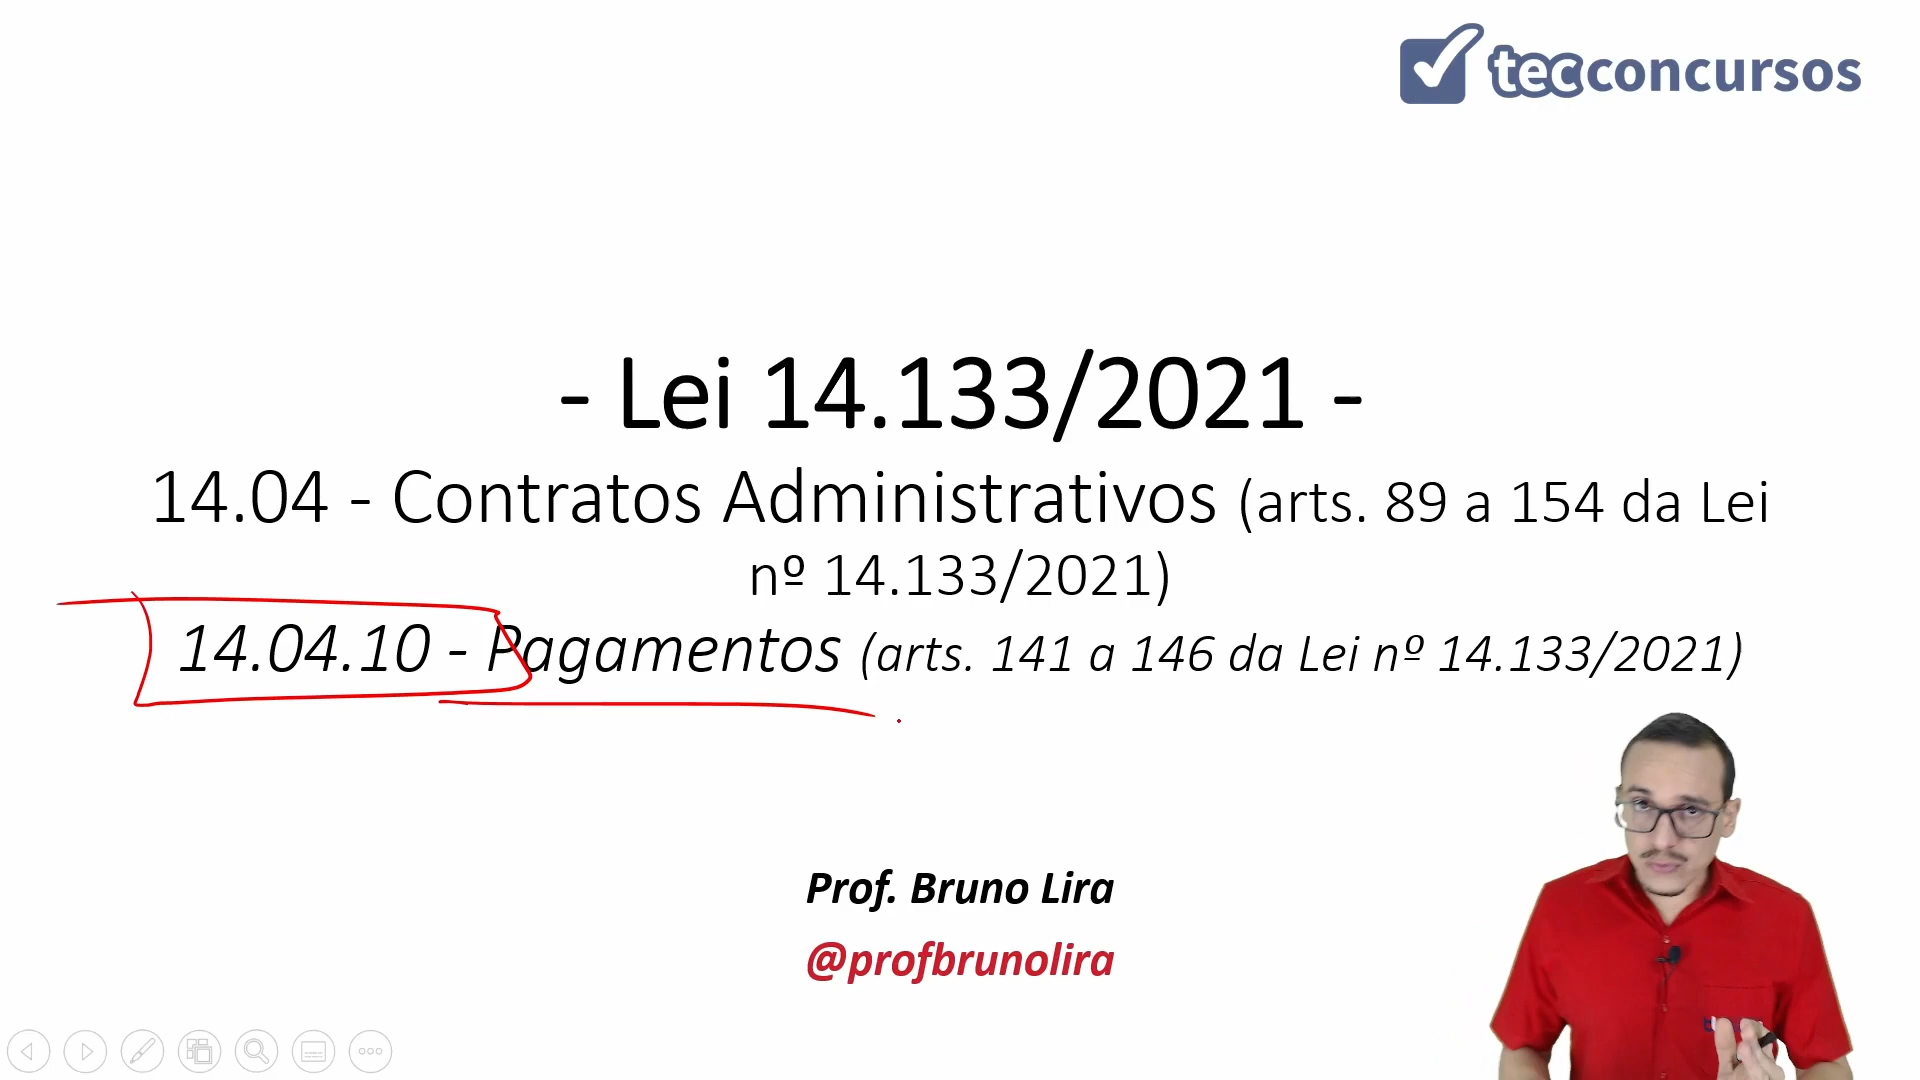 tecconcursos
- Lei 14.133/2021 -
14.04 - Contratos Administrativos (arts. 89 a 154 da Lei
nº 14.133/2021)
14.04.10 - Pagamentos (arts. 141 a 146 da Lei nº 14.133/2021)
Prof. Bruno Lira
@profbrunolira